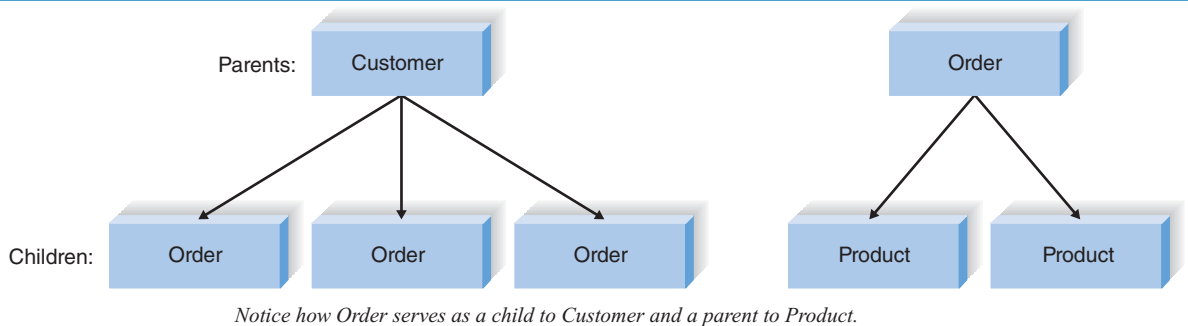 Parents: Customer Order
Children: Order Order Order Product Product
Notice how Order serves as a child to Customer and a parent to Product.